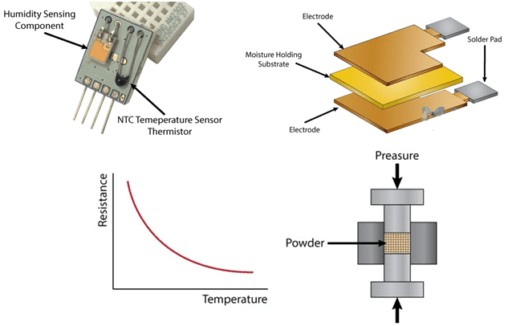 Humidity Sensing
Component
NTC Temeperature Sensor
Thermistor
Electrode
Solder Pad
Moisture Holding
Substrate
Electrode
Resistance
Temperature
Preasure
Powder